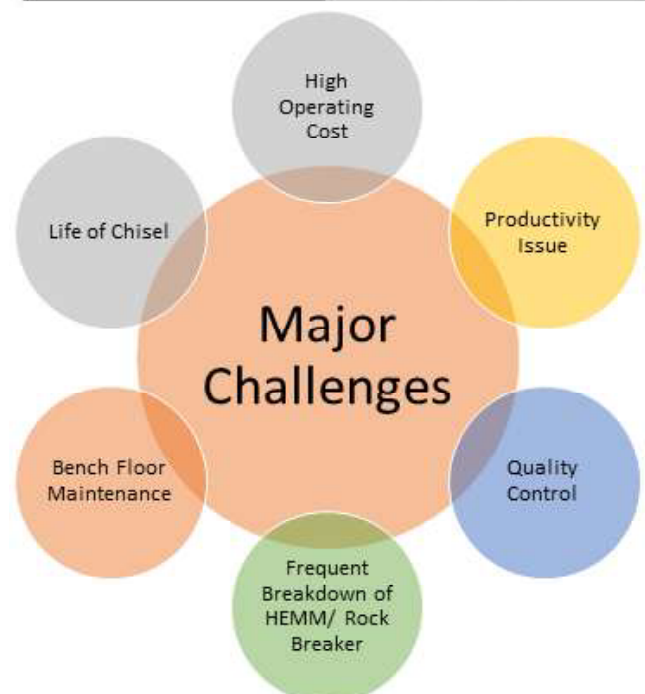 High
Operating
Cost
Productivity
Issue
Quality
Control
Frequent
Breakdown of
HEMM/ Rock
Breaker
Bench Floor
Maintenance
Life of Chisel
Major
Challenges